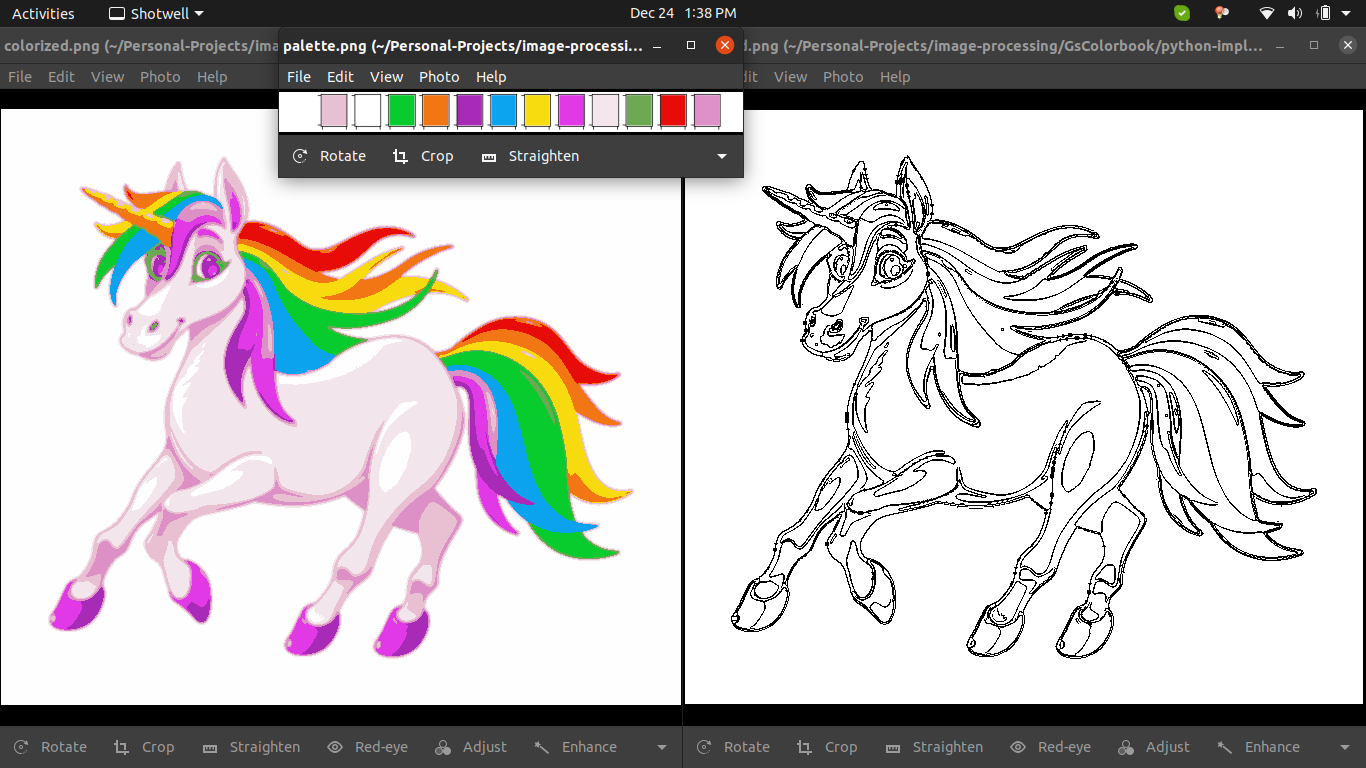 Activities Shotwell Dec 24 1:38 PM
colorized.png (~/Personal-Projects/ima
palette.png (~/Personal-Projects/image-processi...
d.png (~/Personal-Projects/image-processing/GsColorbook/python-impl...
File Edit View Photo Help
File Edit View Photo Help
dit View Photo Help
Rotate Crop Straighten
Rotate Crop Straighten Red-eye Adjust Enhance
Rotate Crop Straighten Red-eye Adjust Enhance